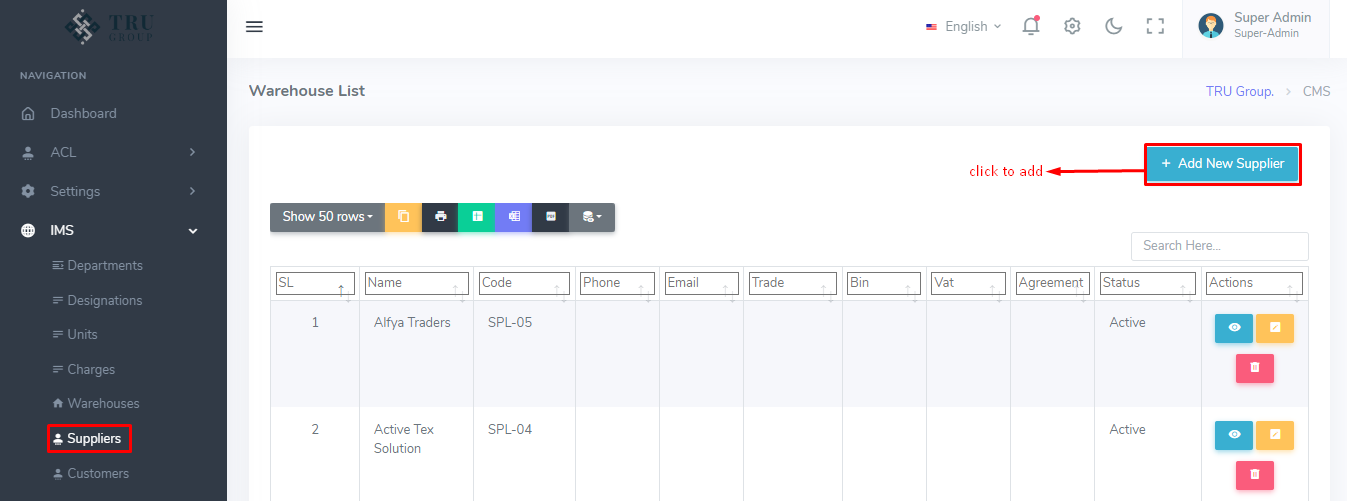 TRU
GROUP
English
Super Admin
Super-Admin
NAVIGATION
Dashboard
ACL
Settings
IMS
Departments
Designations
Units
Charges
Warehouses
Suppliers
Customers
Warehouse List
TRU Group. > CMS
click to add
+ Add New Supplier
Show 50 rows
PDF
Search Here...
SL Name Code Phone Email Trade Bin Vat Agreement Status Actions
1 Alfya Traders SPL-05 Active
2 Active Tex SPL-04 Active
Solution